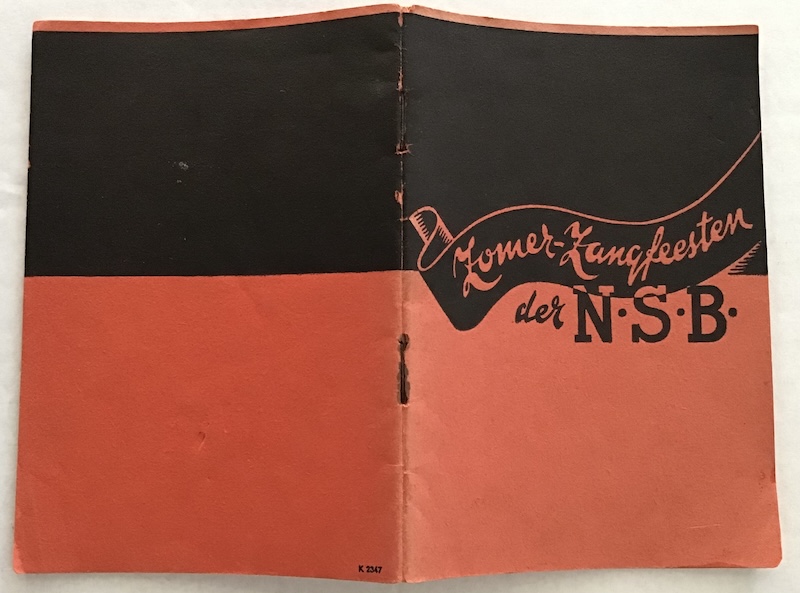 Zomer-Zangfeesten
der N·S·B·
K 2347